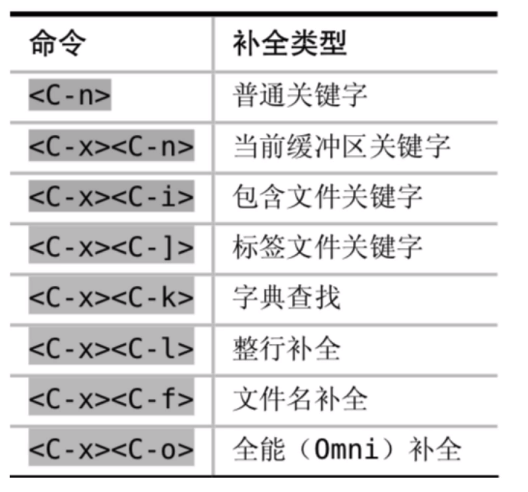 命令 补全类型
<C-n> 普通关键字
<C-x><C-n> 当前缓冲区关键字
<C-x><C-i> 包含文件关键字
<C-x><C-]> 标签文件关键字
<C-x><C-k> 字典查找
<C-x><C-l> 整行补全
<C-x><C-f> 文件名补全
<C-x><C-o> 全能（Omni）补全